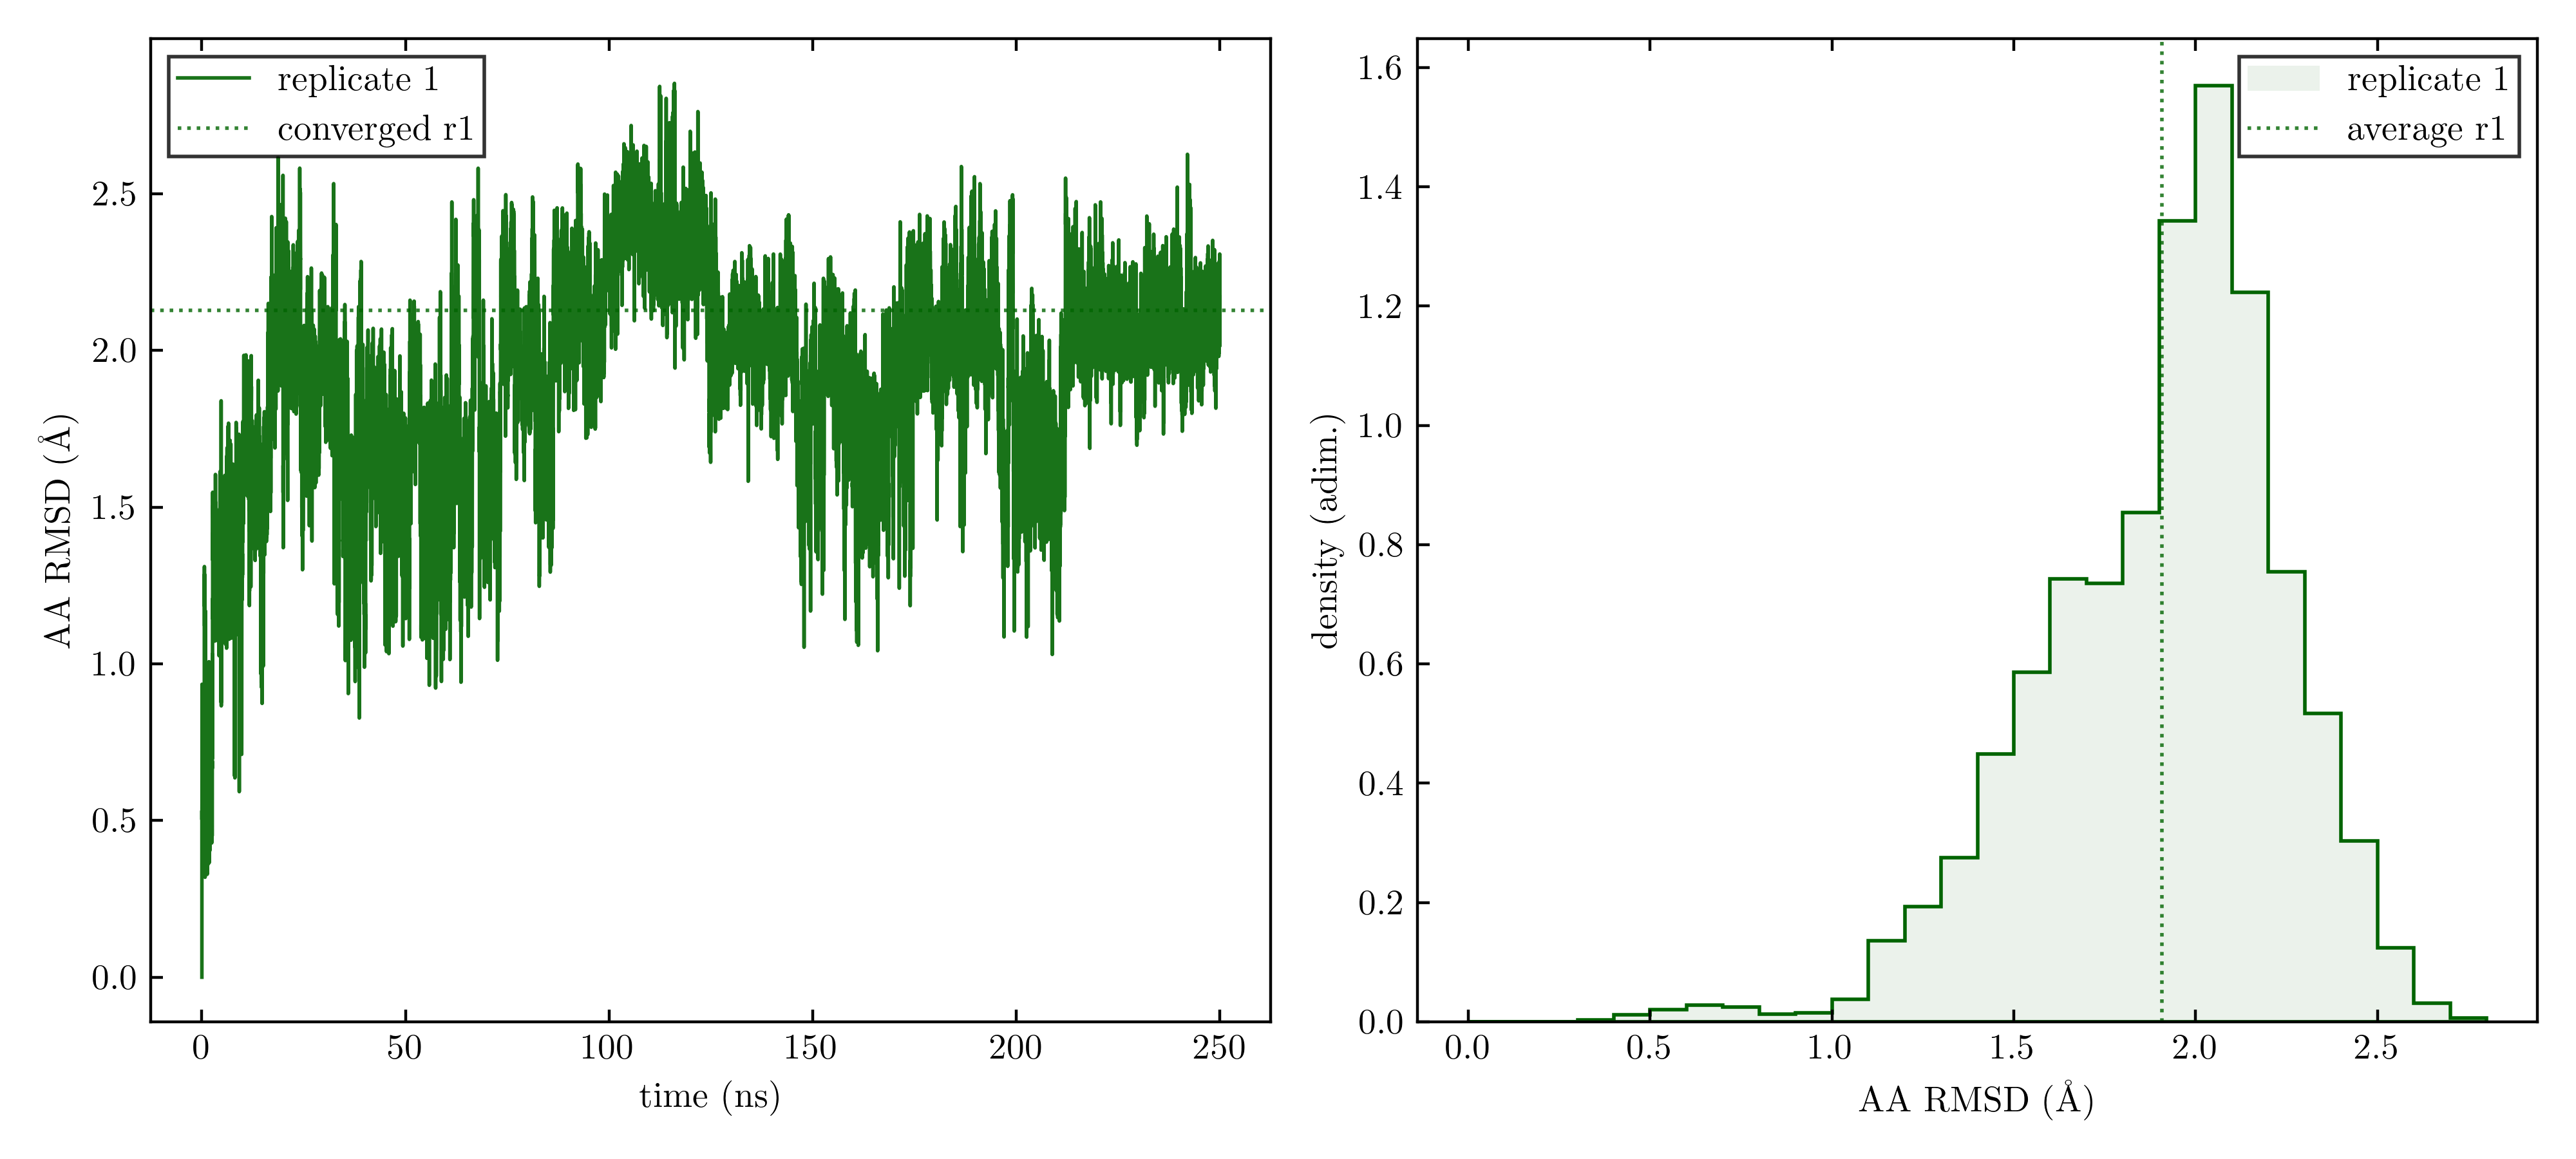 replicate 1
converged r1
2.5
2.0
1.5
1.0
0.5
0.0
AA RMSD (Å)
0 50 100 150 200 250
time (ns)
replicate 1
average r1
1.6
1.4
1.2
1.0
0.8
0.6
0.4
0.2
0.0
density (adim.)
0.0 0.5 1.0 1.5 2.0 2.5
AA RMSD (Å)